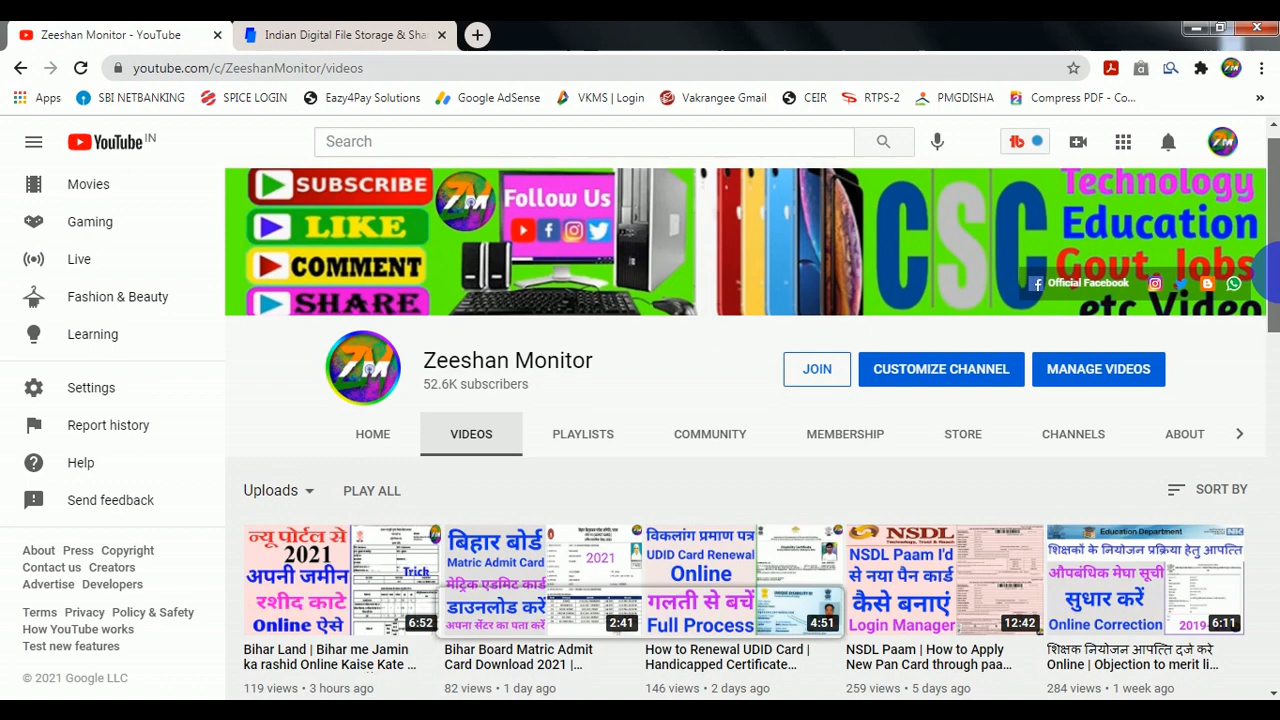 Zeeshan Monitor - YouTube
Indian Digital File Storage & Sha
youtube.com/c/ZeeshanMonitor/videos
Apps SBI NETBANKING SPICE LOGIN Eazy4Pay Solutions Google AdSense VKMS | Login Vakrangee Gmail CEIR RTPS-2 PMGDISHA Compress PDF - Co... »
YouTube IN
Search
Movies
Gaming
Live
Fashion & Beauty
Learning
Settings
Report history
Help
Send feedback
About Press Copyright
Contact us Creators
Advertise Developers
Terms Privacy Policy & Safety
How YouTube works
Test new features
© 2021 Google LLC
SUBSCRIBE
LIKE
COMMENT
SHARE
ZM
Follow Us
CSC
Technology
Education
Govt. Jobs
etc Video
Official Facebook
ZM
Zeeshan Monitor
52.6K subscribers
JOIN
CUSTOMIZE CHANNEL
MANAGE VIDEOS
HOME VIDEOS PLAYLISTS COMMUNITY MEMBERSHIP STORE CHANNELS ABOUT
Uploads PLAY ALL
SORT BY
न्यू पोर्टल से
2021
अपनी जमीन
रशोद काटे
Online ऐसे
Trick
6:52
Bihar Land | Bihar me Jamin
ka rashid Online Kaise Kate ...
119 views • 3 hours ago
बिहार बोर्ड
Matric Admit Card
मेट्रिक एडमिट कार्ड
डाउनलोड करें
अपना सेंटर का पता करें
2021
2:41
Bihar Board Matric Admit
Card Download 2021 |...
82 views • 1 day ago
विकलांग प्रमाण पत्र
UDID Card Renewal
Online
गलती से बचें
Full Process
4:51
How to Renewal UDID Card |
Handicapped Certificate...
146 views • 2 days ago
NSDL
NSDL Paam I'd
से नया पैन कार्ड
कैसे बनाएं
Login Manager
12:42
NSDL Paam | How to Apply
New Pan Card through paa...
259 views • 5 days ago
Education Department
शिक्षकों के नियोजन प्रक्रिया हेतु आपत्ति
औपबंधिक मेघा सूची
सुधार करें
Online Correction
2019
6:11
शिक्षक नियोजन आपत्ति दर्ज करे
Online | Objection to merit li...
284 views • 1 week ago